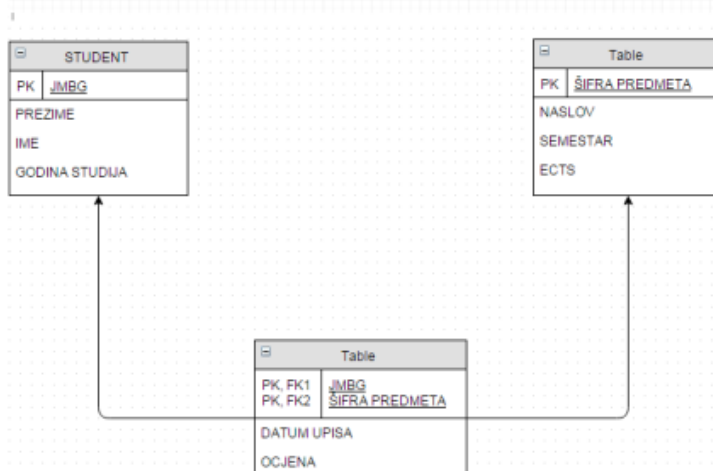 STUDENT
PK JMBG
PREZIME
IME
GODINA STUDIJA
Table
PK ŠIFRA PREDMETA
NASLOV
SEMESTAR
ECTS
Table
PK, FK1 JMBG
PK, FK2 ŠIFRA PREDMETA
DATUM UPISA
OCJENA